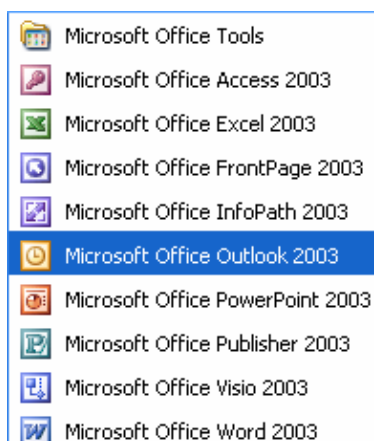 Microsoft Office Tools
Microsoft Office Access 2003
Microsoft Office Excel 2003
Microsoft Office FrontPage 2003
Microsoft Office InfoPath 2003
Microsoft Office Outlook 2003
Microsoft Office PowerPoint 2003
Microsoft Office Publisher 2003
Microsoft Office Visio 2003
Microsoft Office Word 2003